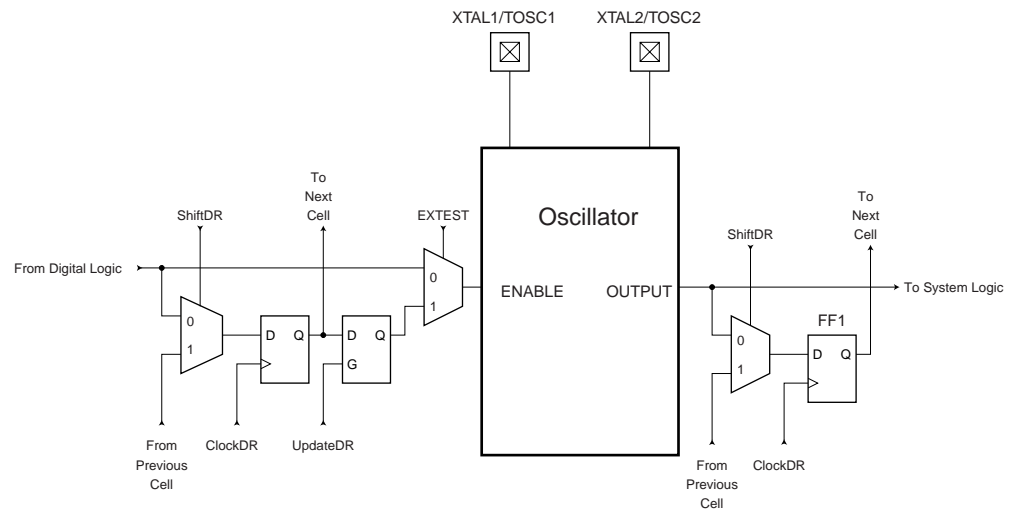 XTAL1/TOSC1
XTAL2/TOSC2
To
Next
Cell
ShiftDR
EXTEST
From Digital Logic
0
1
D Q
D Q
G
0
1
From
Previous
Cell
ClockDR
UpdateDR
Oscillator
ENABLE
OUTPUT
To
Next
Cell
ShiftDR
To System Logic
FF1
0
1
D Q
From
Previous
Cell
ClockDR